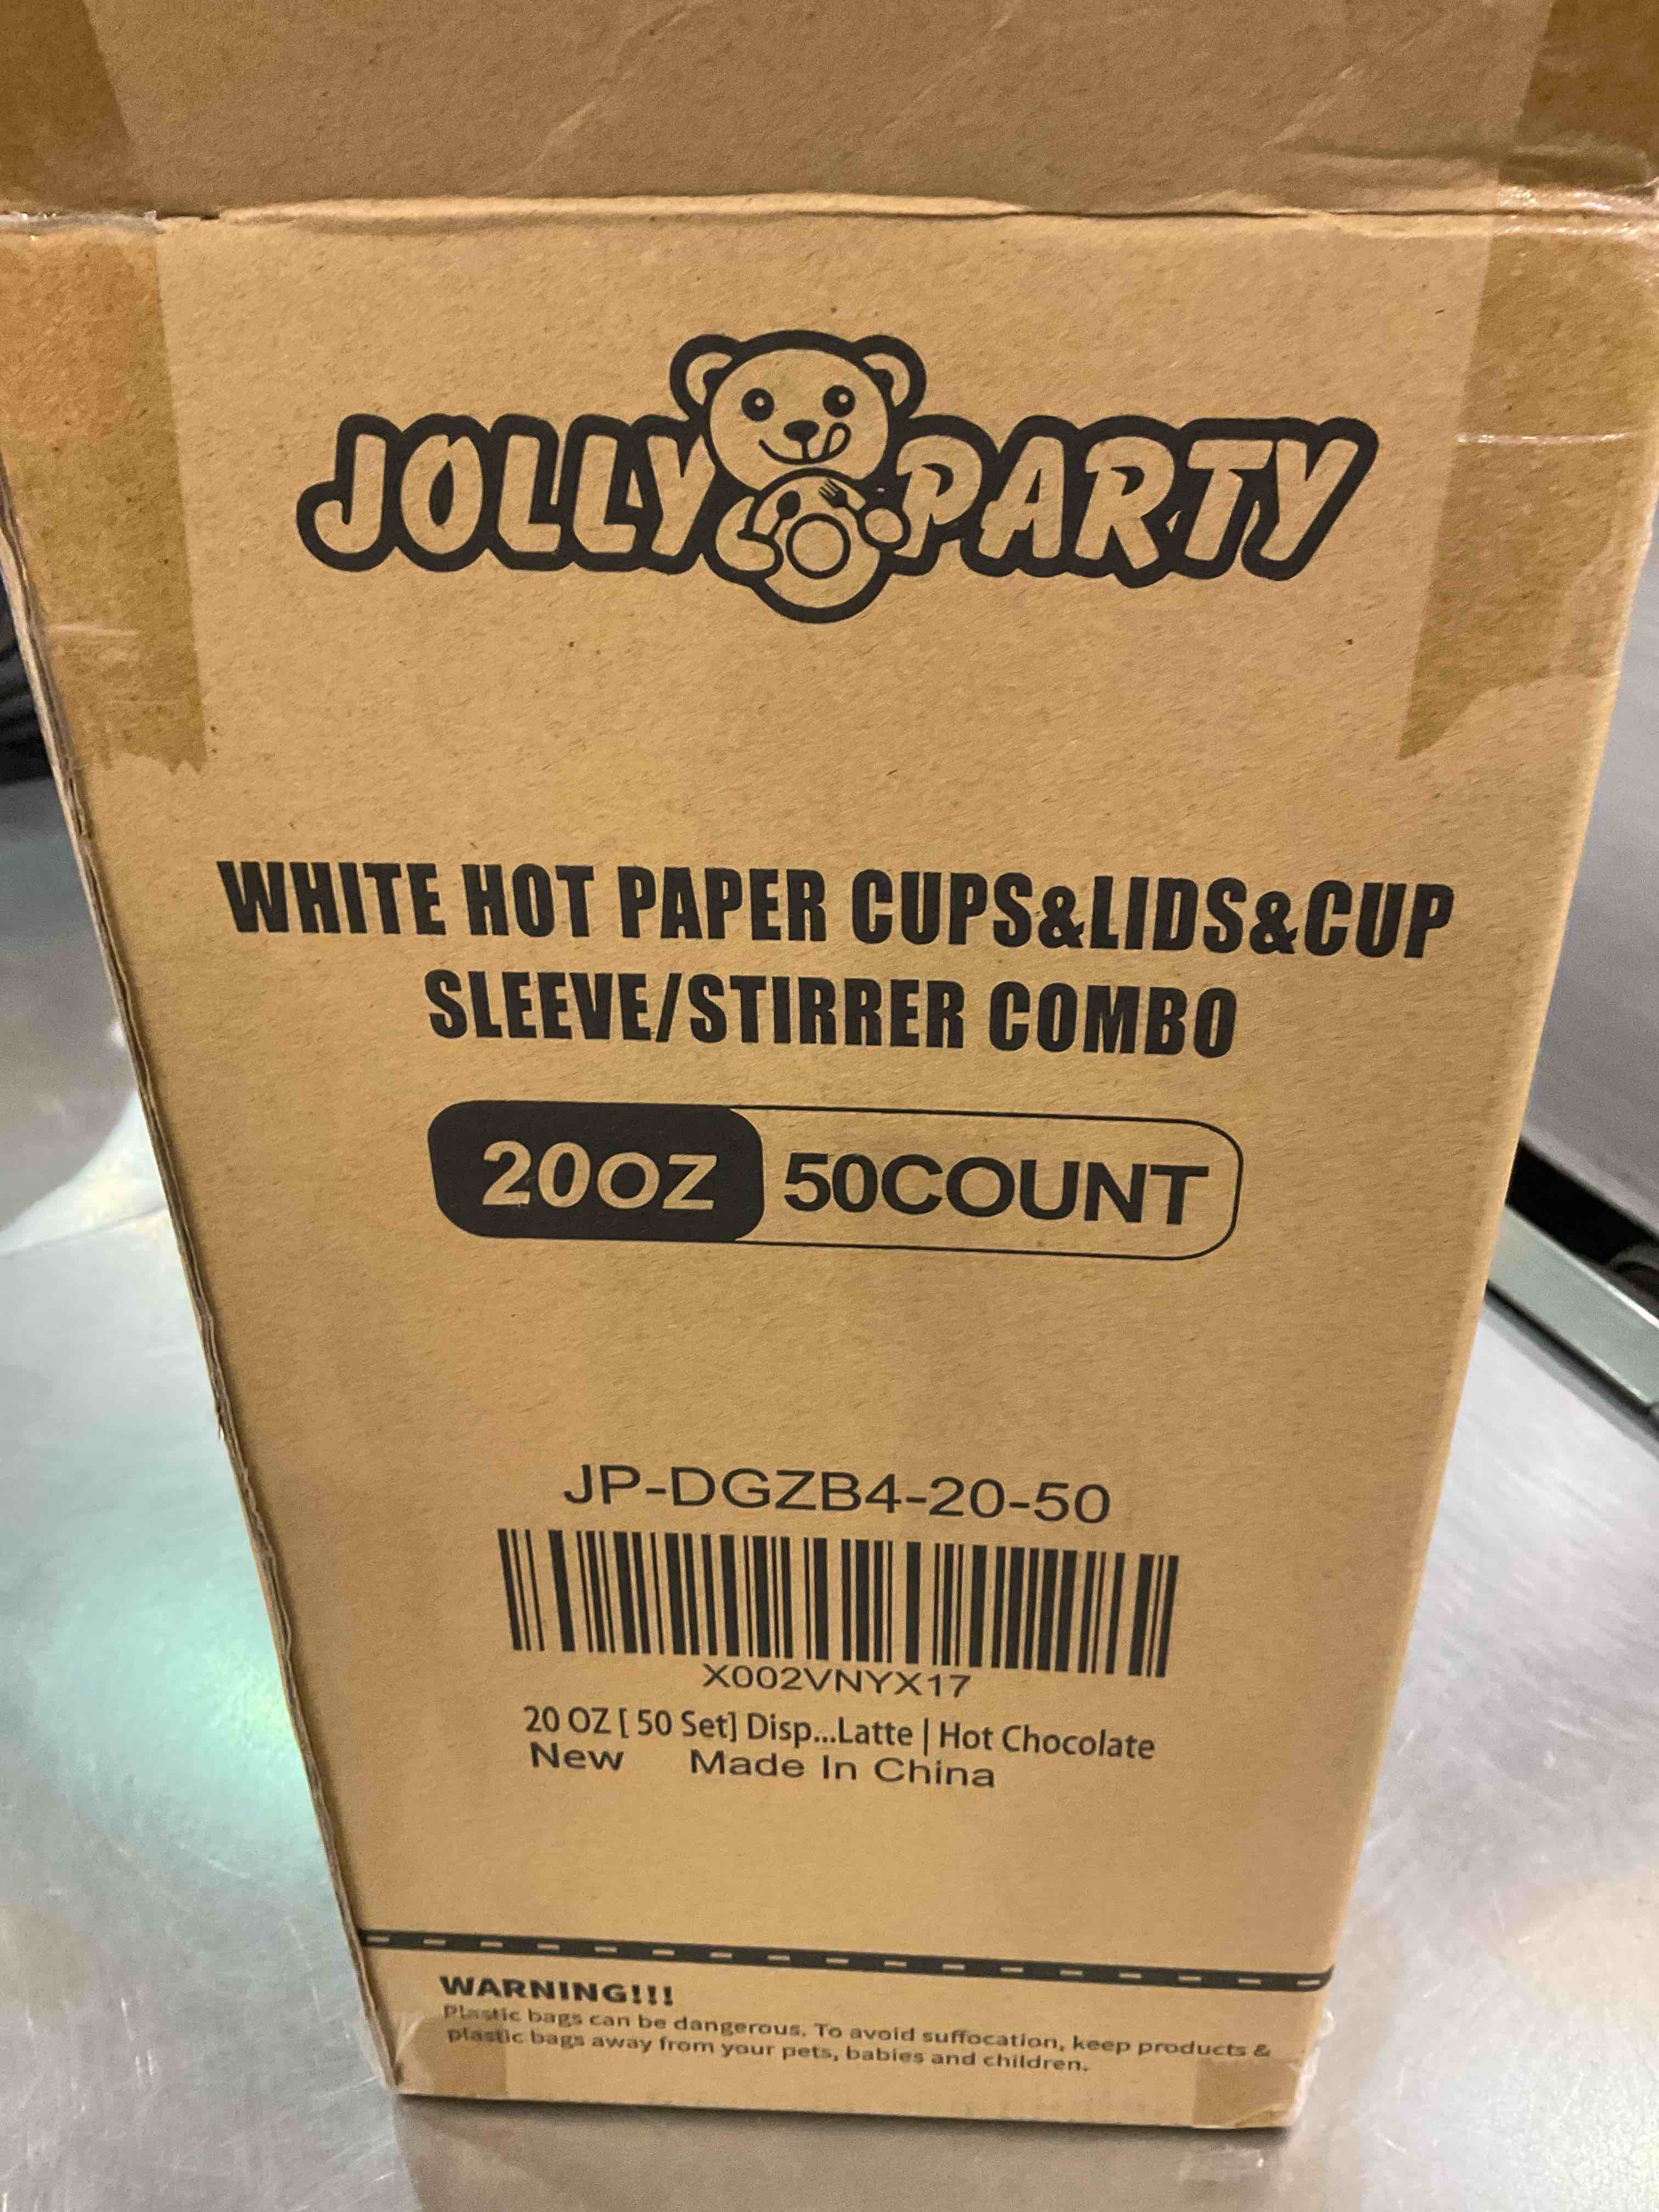 JOLLY PARTY
WHITE HOT PAPER CUPS&LIDS&CUP
SLEEVE/STIRRER COMBO
20OZ 50COUNT
JP-DGZB4-20-50
X002VNYX17
20 OZ [ 50 Set] Disp...Latte | Hot Chocolate
New Made In China
WARNING!!!
Plastic bags can be dangerous. To avoid suffocation, keep products &
plastic bags away from your pets, babies and children.